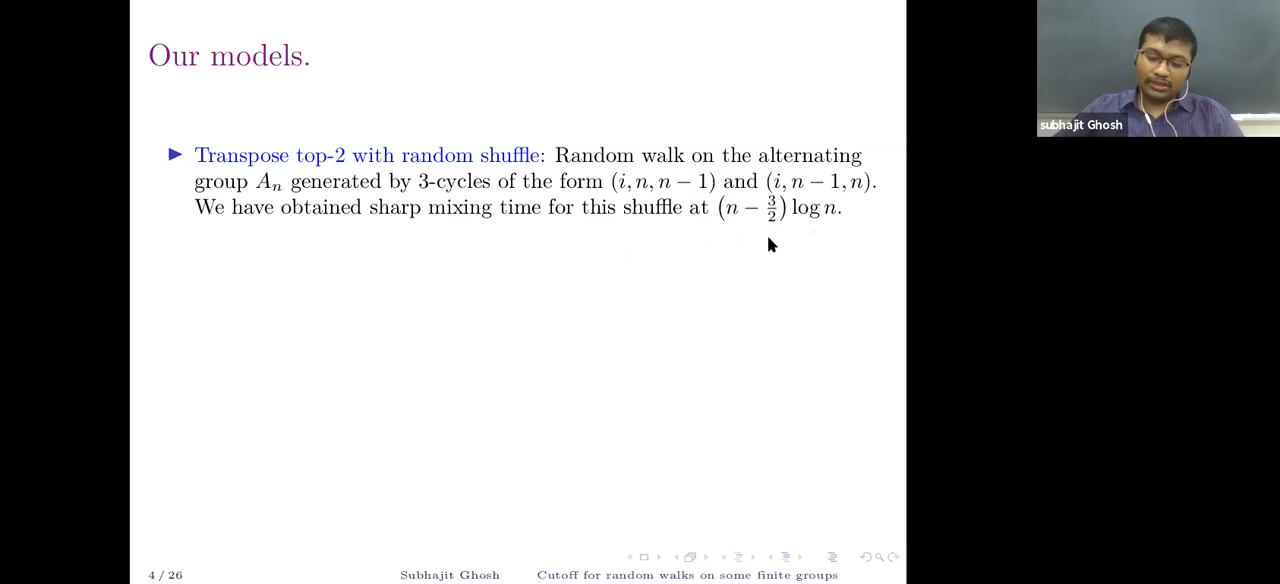 Our models.
▶ Transpose top-2 with random shuffle: Random walk on the alternating
group Aₙ generated by 3-cycles of the form (i, n, n − 1) and (i, n − 1, n).
We have obtained sharp mixing time for this shuffle at (n − 3/2) log n.
subhajit Ghosh
4 / 26 Subhajit Ghosh Cutoff for random walks on some finite groups